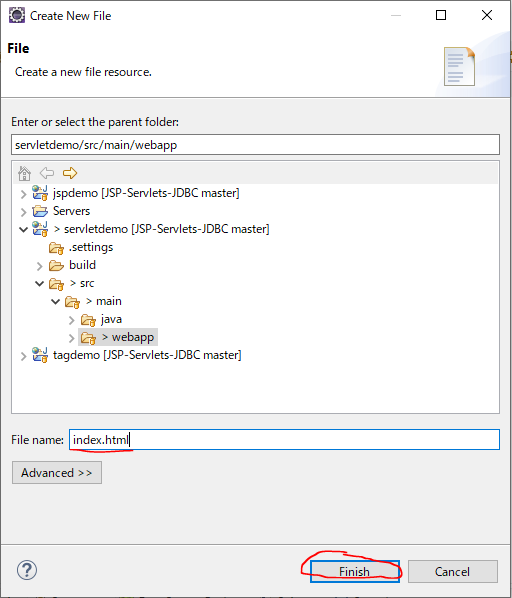 Create New File
File
Create a new file resource.
Enter or select the parent folder:
servletdemo/src/main/webapp
jspdemo [JSP-Servlets-JDBC master]
Servers
> servletdemo [JSP-Servlets-JDBC master]
.settings
build
> src
> main
java
> webapp
tagdemo [JSP-Servlets-JDBC master]
File name: index.html
Advanced >>
? Finish Cancel